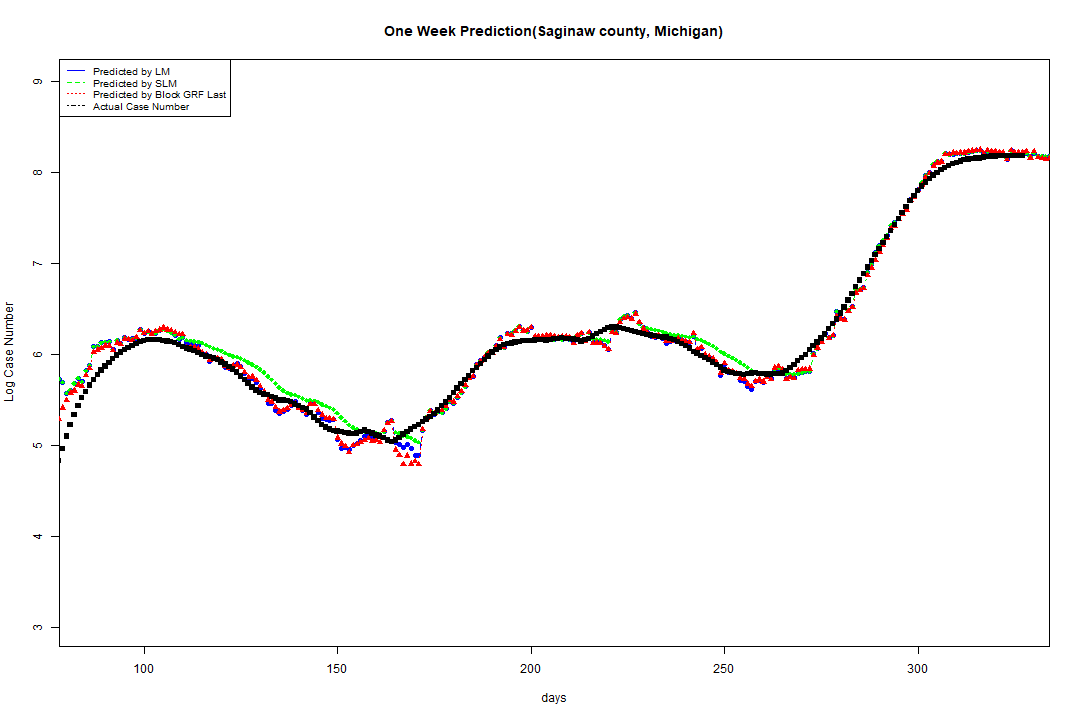 One Week Prediction(Saginaw county, Michigan)
Predicted by LM
Predicted by SLM
Predicted by Block GRF Last
Actual Case Number
9
8
7
6
5
4
3
Log Case Number
100 150 200 250 300
days